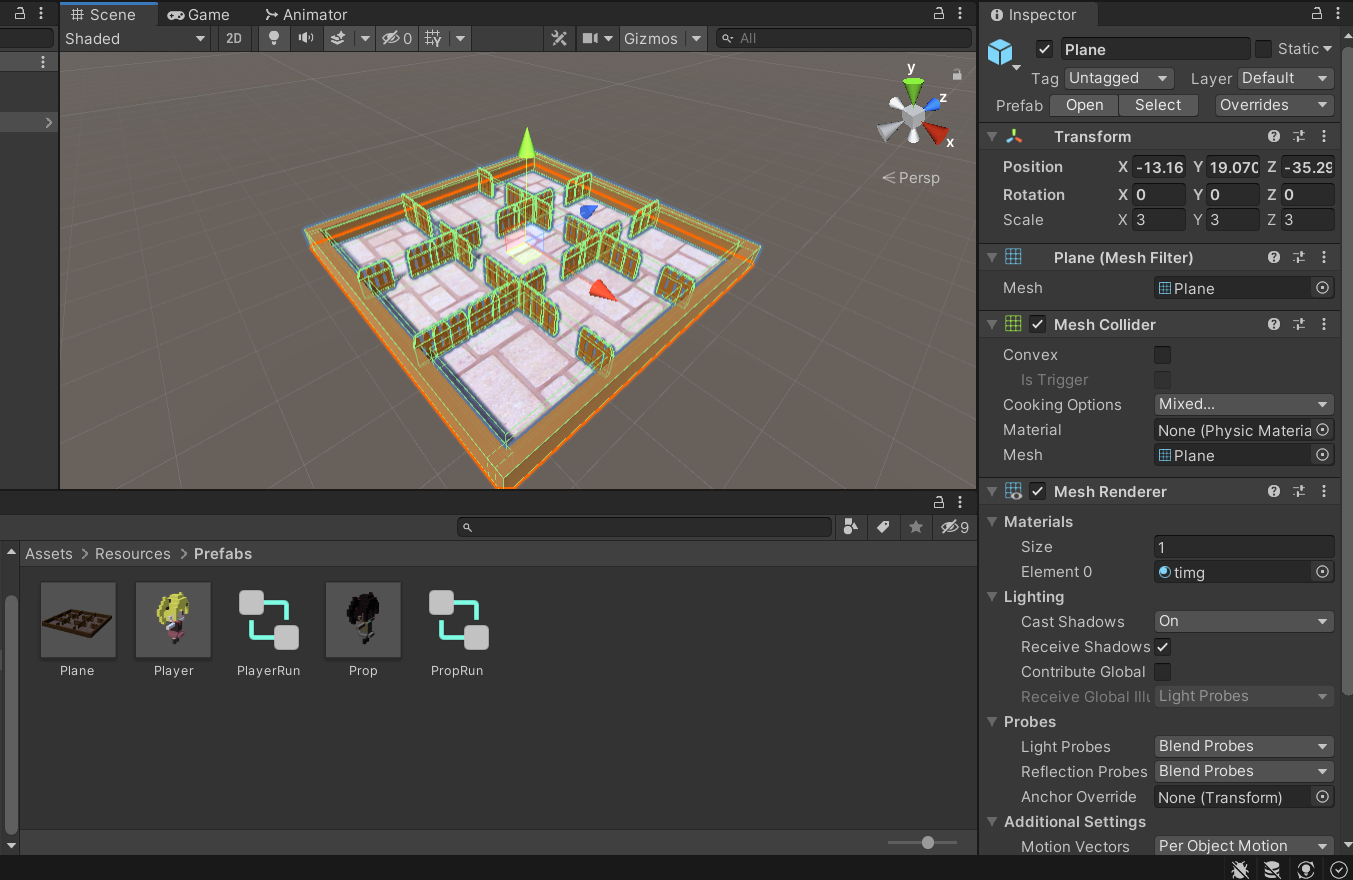 Scene Game Animator
Shaded 2D 0 Gizmos All
y
z
x
Persp
Inspector
Plane Static
Tag Untagged Layer Default
Prefab Open Select Overrides
Transform
Position X -13.16 Y 19.070 Z -35.29
Rotation X 0 Y 0 Z 0
Scale X 3 Y 3 Z 3
Plane (Mesh Filter)
Mesh Plane
Mesh Collider
Convex
Is Trigger
Cooking Options Mixed...
Material None (Physic Materia
Mesh Plane
Mesh Renderer
Materials
Size 1
Element 0 timg
Lighting
Cast Shadows On
Receive Shadows
Contribute Global
Receive Global Illu Light Probes
Probes
Light Probes Blend Probes
Reflection Probes Blend Probes
Anchor Override None (Transform)
Additional Settings
Motion Vectors Per Object Motion
9
Assets > Resources > Prefabs
Plane Player PlayerRun Prop PropRun